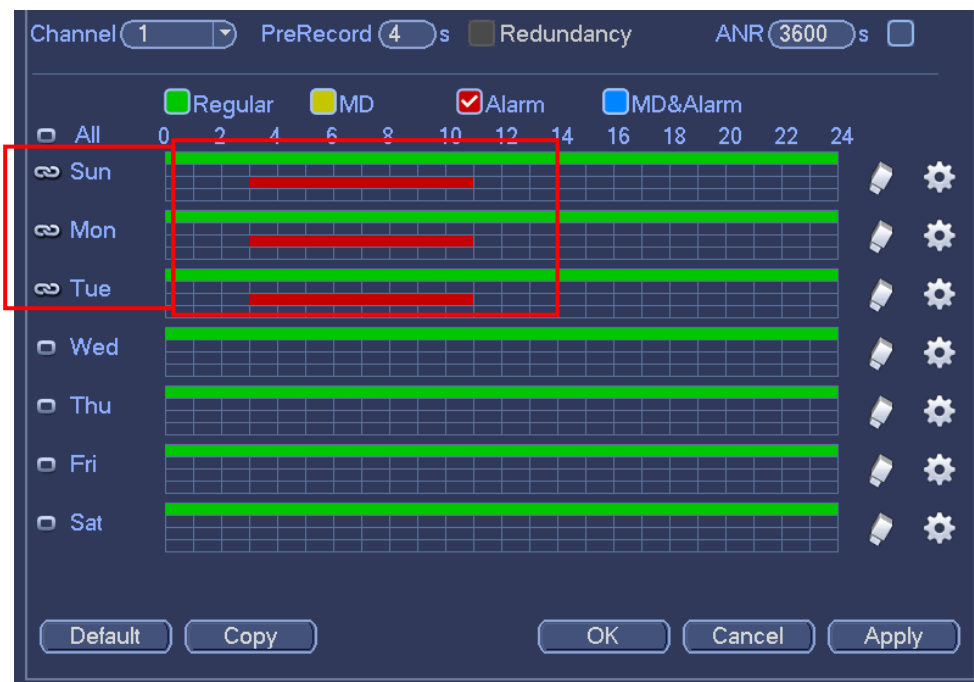 Channel 1 PreRecord 4 s Redundancy ANR 3600 s
Regular MD Alarm MD&Alarm
All 0 2 4 6 8 10 12 14 16 18 20 22 24
Sun
Mon
Tue
Wed
Thu
Fri
Sat
Default Copy OK Cancel Apply